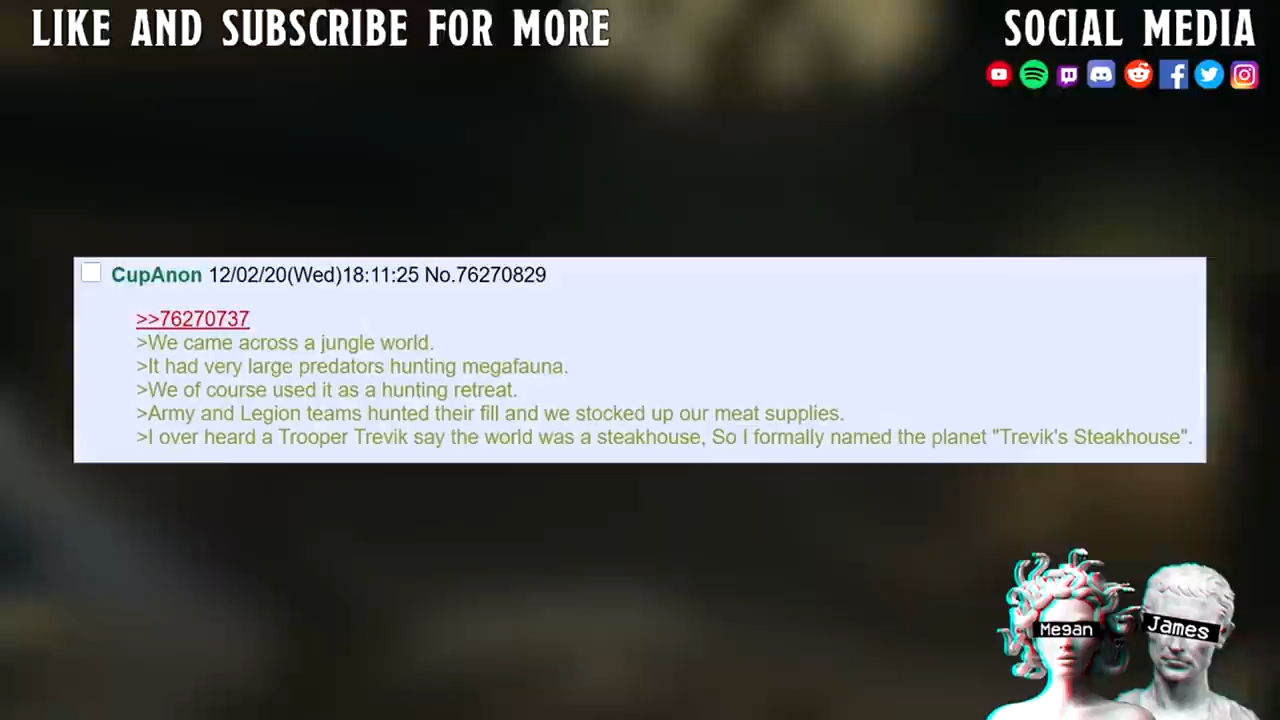 LIKE AND SUBSCRIBE FOR MORE
SOCIAL MEDIA
CupAnon 12/02/20(Wed)18:11:25 No.76270829
>>76270737
>We came across a jungle world.
>It had very large predators hunting megafauna.
>We of course used it as a hunting retreat.
>Army and Legion teams hunted their fill and we stocked up our meat supplies.
>I over heard a Trooper Trevik say the world was a steakhouse, So I formally named the planet "Trevik's Steakhouse".
Megan
James